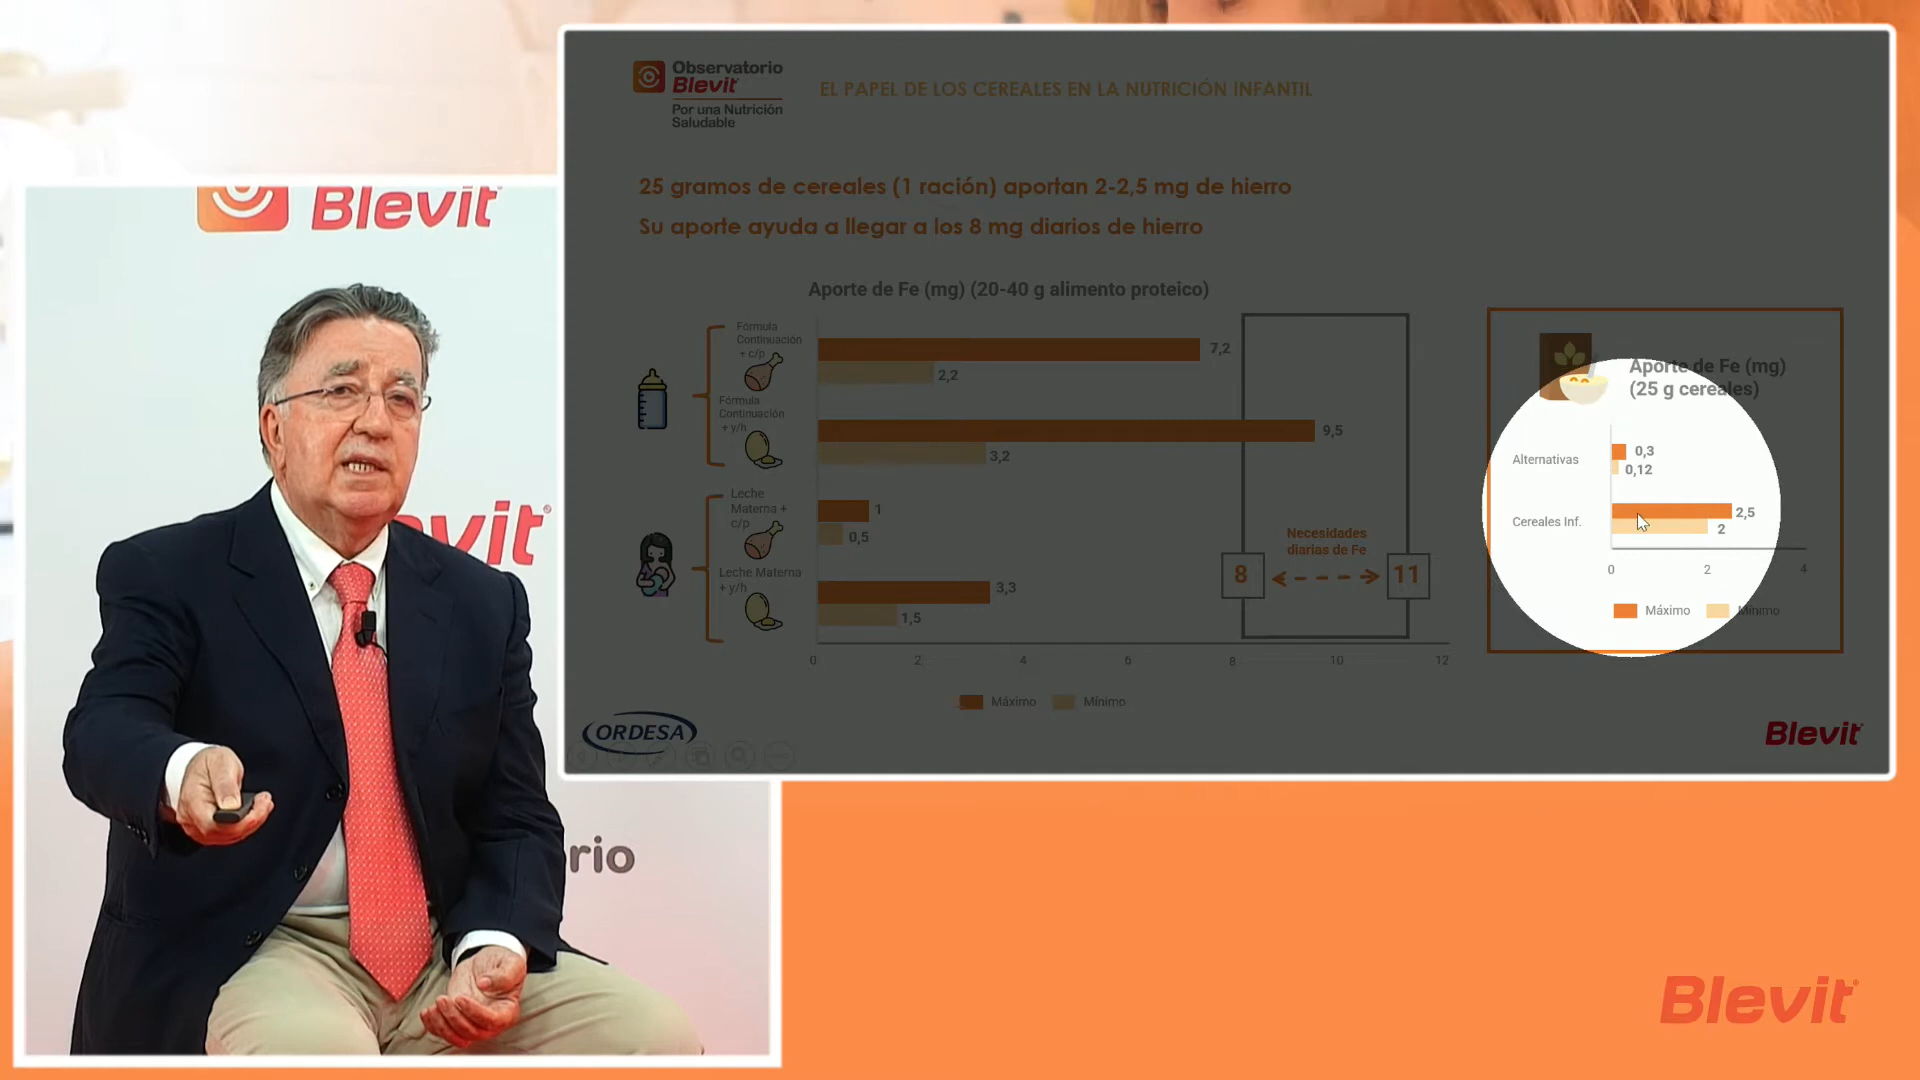 Blevit
Blevit
evit
rio
Observatorio
Blevit
Por una Nutrición
Saludable
EL PAPEL DE LOS CEREALES EN LA NUTRICIÓN INFANTIL
25 gramos de cereales (1 ración) aportan 2-2,5 mg de hierro
Su aporte ayuda a llegar a los 8 mg diarios de hierro
Aporte de Fe (mg) (20-40 g alimento proteico)
Fórmula
Continuación
+ c/p
7,2
2,2
Fórmula
Continuación
+ y/h
9,5
3,2
Leche
Materna +
c/p
1
0,5
Leche Materna
+ y/h
3,3
1,5
Necesidades
diarias de Fe
8
11
0 2 4 6 8 10 12
Máximo Mínimo
Aporte de Fe (mg)
(25 g cereales)
Alternativas
0,3
0,12
Cereales Inf.
2,5
2
0 2 4
Máximo Mínimo
ORDESA
Blevit